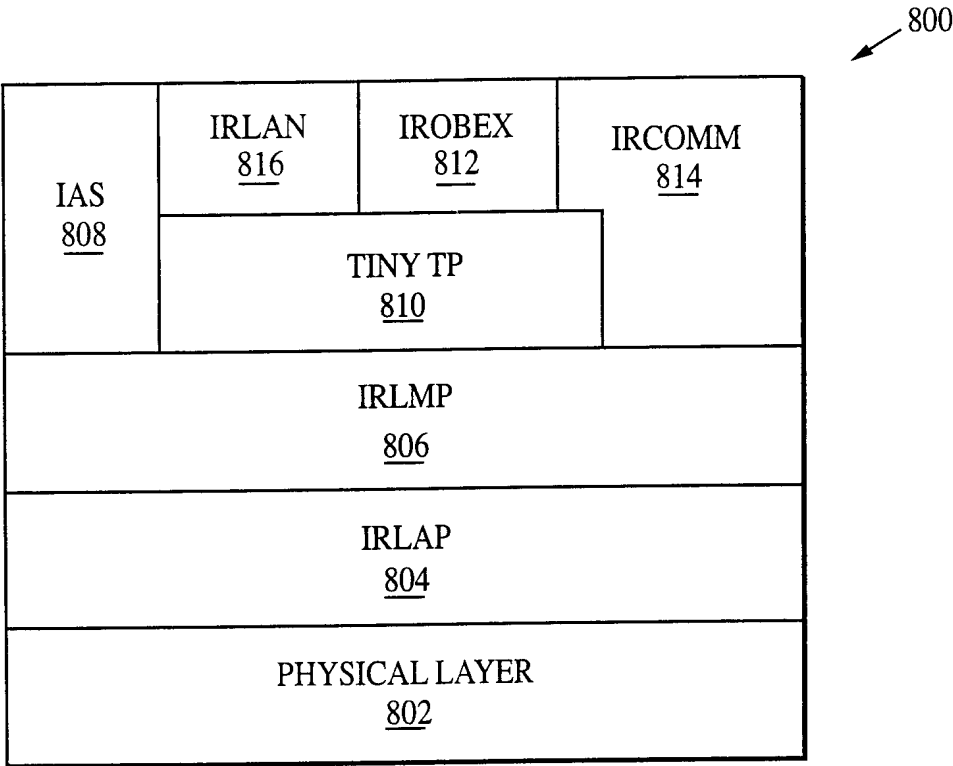 800
IRLAN
816
IROBEX
812
IRCOMM
814
IAS
808
TINY TP
810
IRLMP
806
IRLAP
804
PHYSICAL LAYER
802